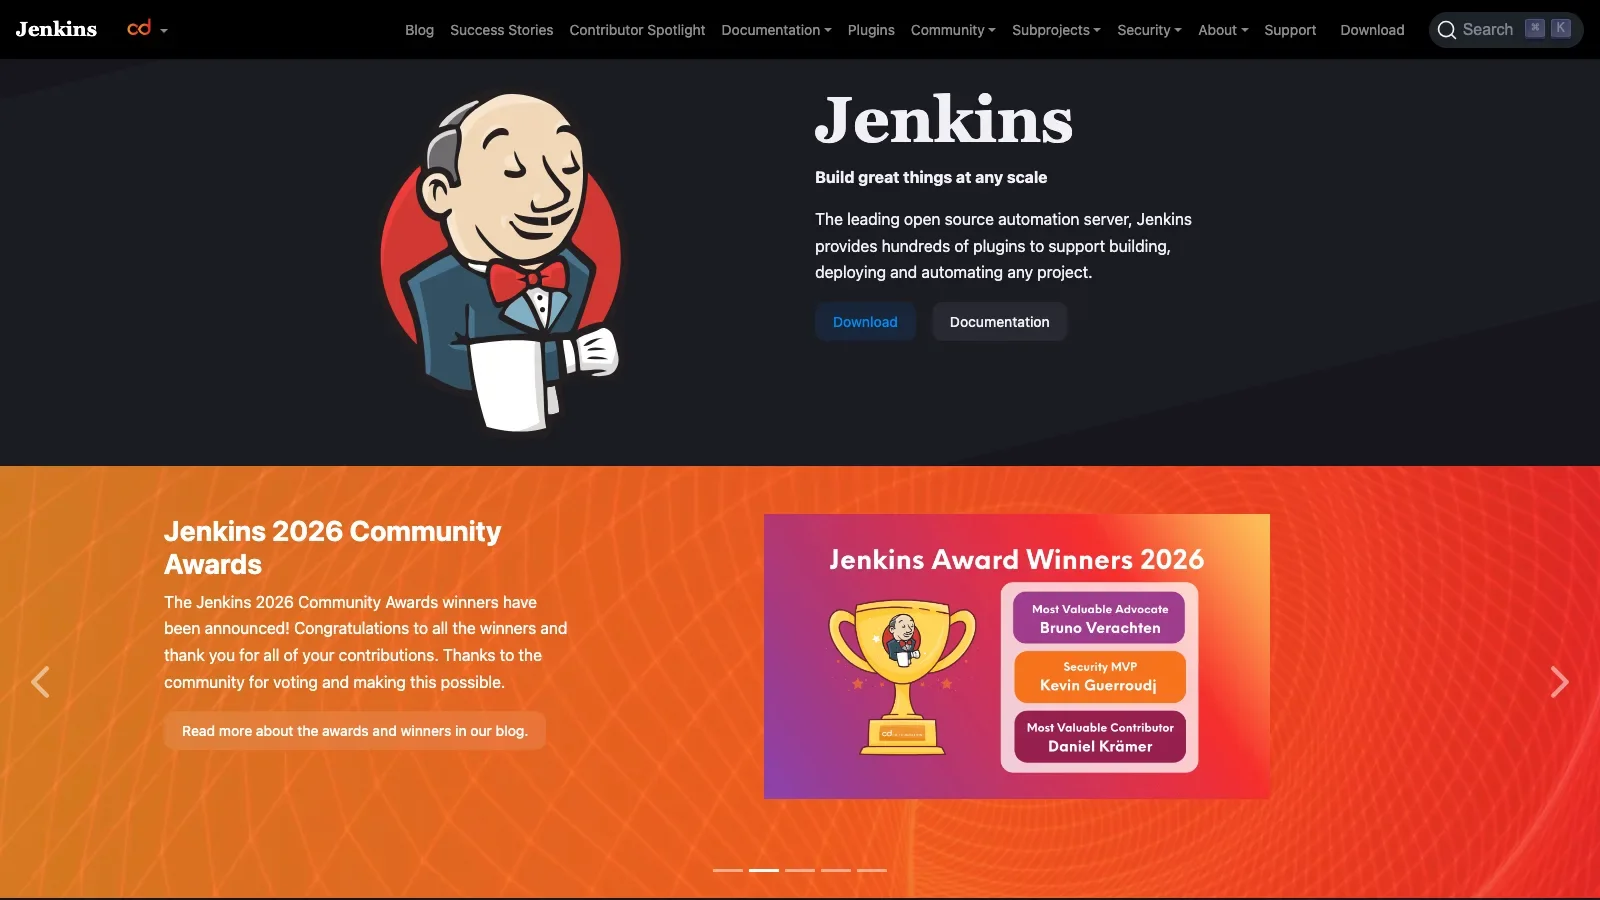 Jenkins
cd
Blog
Success Stories
Contributor Spotlight
Documentation
Plugins
Community
Subprojects
Security
About
Support
Download
Search
⌘
K
Jenkins
Build great things at any scale
The leading open source automation server, Jenkins
provides hundreds of plugins to support building,
deploying and automating any project.
Download
Documentation
Jenkins 2026 Community
Awards
The Jenkins 2026 Community Awards winners have
been announced! Congratulations to all the winners and
thank you for all of your contributions. Thanks to the
community for voting and making this possible.
Read more about the awards and winners in our blog.
Jenkins Award Winners 2026
Most Valuable Advocate
Bruno Verachten
Security MVP
Kevin Guerroudj
Most Valuable Contributor
Daniel Krämer
cd